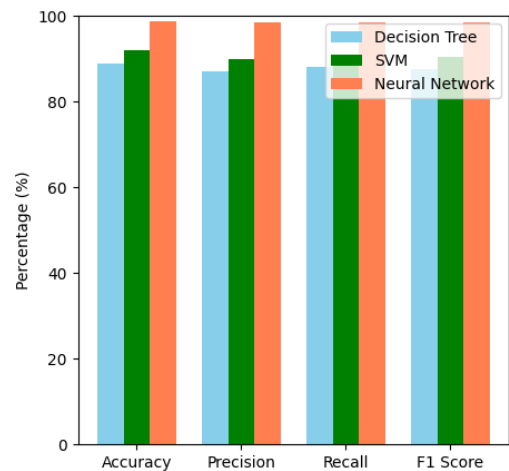 100
80
60
40
20
0
Percentage (%)
Decision Tree
SVM
Neural Network
Accuracy Precision Recall F1 Score